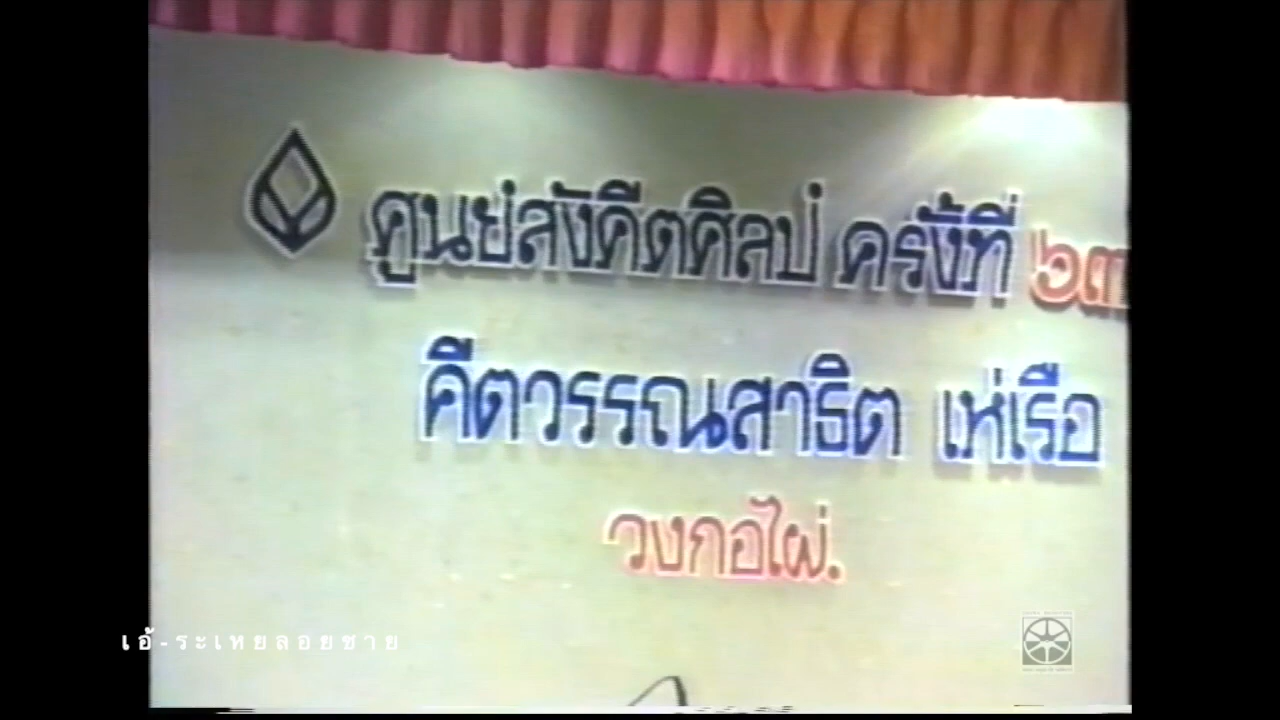 ศูนย์สังคีตศิลป์ ครั้งที่ ๖๓
คีตวรรณสาธิต เห่เรือ
วงกอไผ่.
เอ้-ระเหยลอยชาย